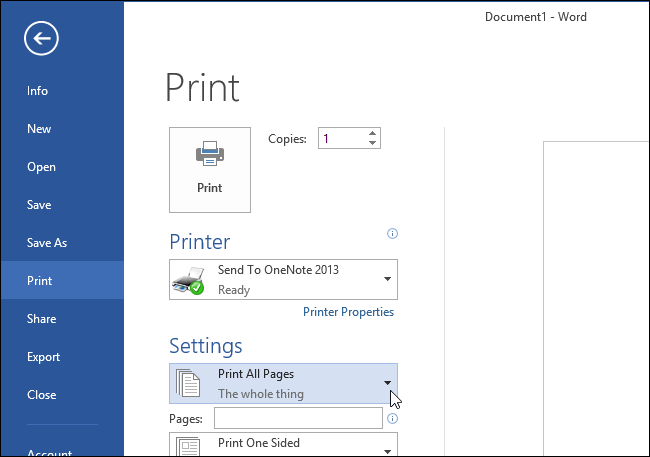 Document1 - Word
Info
New
Open
Save
Save As
Print
Share
Export
Close
Account
Print
Print
Copies:
1
Printer
Send To OneNote 2013
Ready
Printer Properties
Settings
Print All Pages
The whole thing
Pages:
Print One Sided